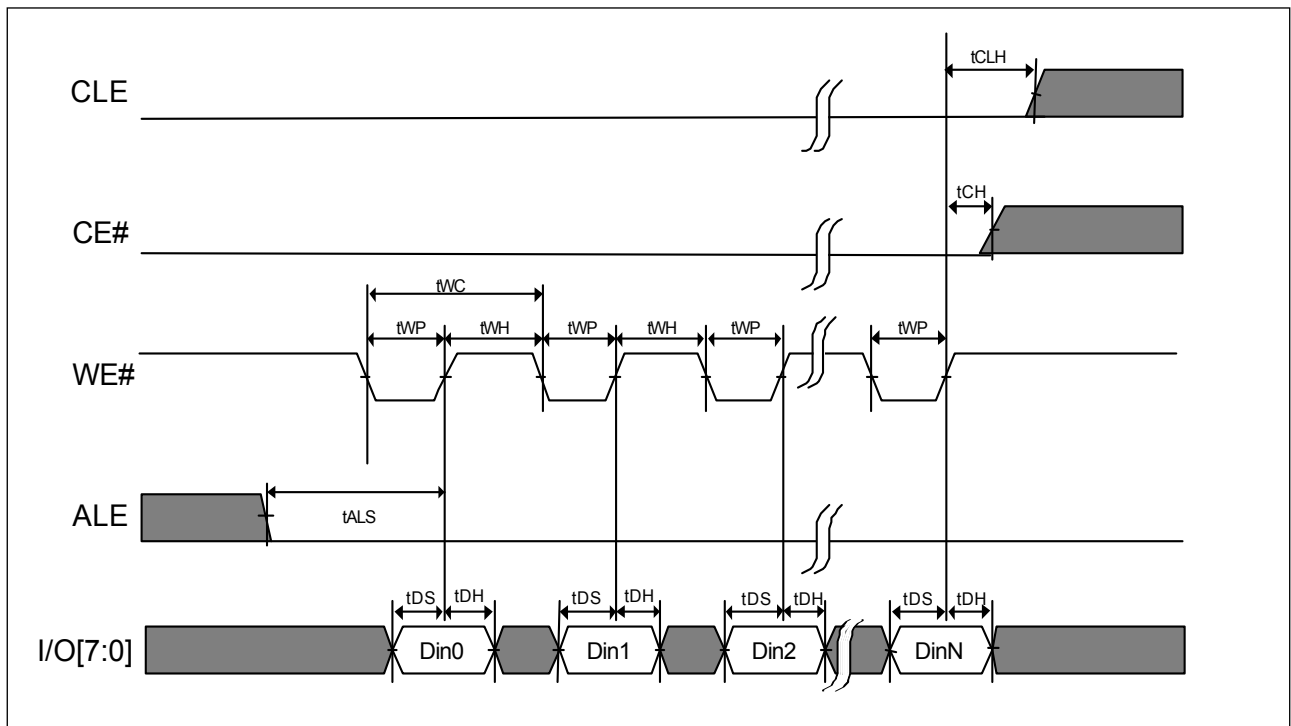 tCLH
CLE
tCH
CE#
tWC
tWP tWH tWP tWH tWP tWP
WE#
ALE
tALS
tDS tDH tDS tDH tDS tDH tDS tDH
I/O[7:0] Din0 Din1 Din2 DinN